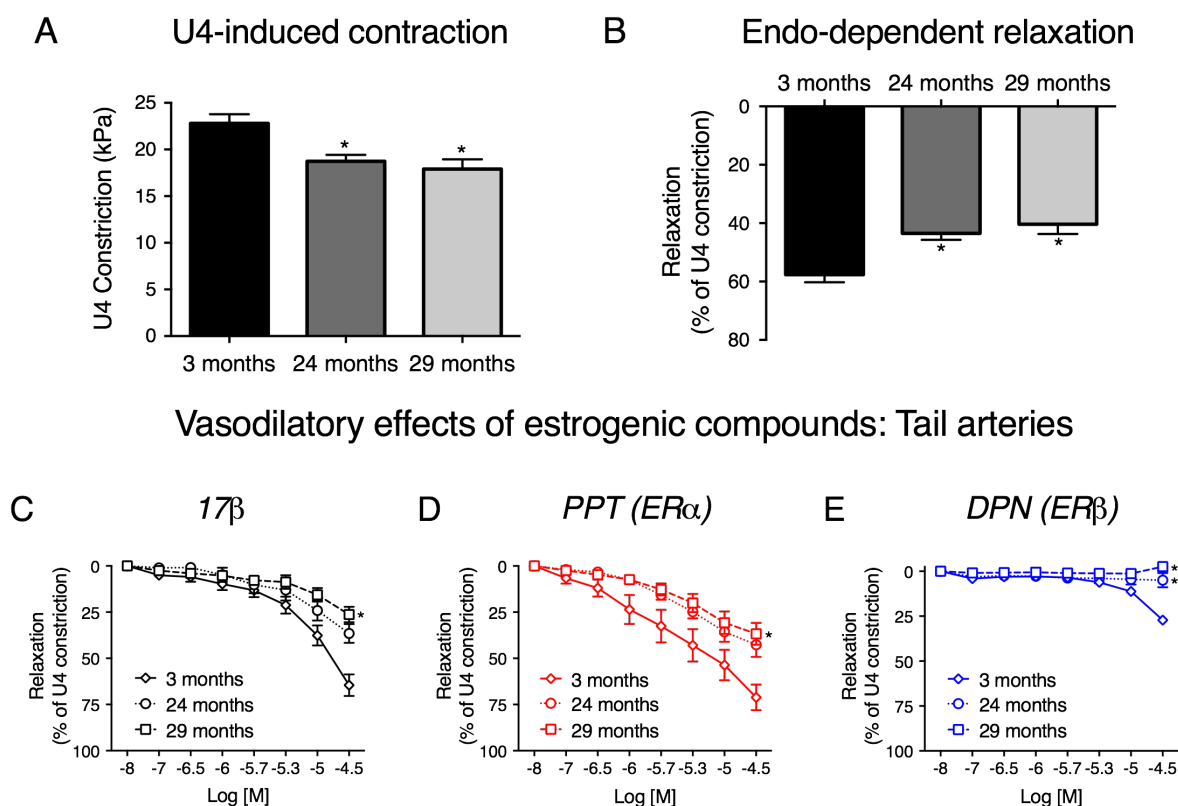 A
U4-induced contraction
U4 Constriction (kPa)
25
20
15
10
5
0
*
*
3 months
24 months
29 months
B
Endo-dependent relaxation
3 months
24 months
29 months
Relaxation
(% of U4 constriction)
0
20
40
60
80
*
*
Vasodilatory effects of estrogenic compounds: Tail arteries
C
17β
Relaxation
(% of U4 constriction)
0
25
50
75
100
*
3 months
24 months
29 months
-8
-7
-6.5
-6
-5.7
-5.3
-5
-4.5
Log [M]
D
PPT (ERα)
Relaxation
(% of U4 constriction)
0
25
50
75
100
*
3 months
24 months
29 months
-8
-7
-6.5
-6
-5.7
-5.3
-5
-4.5
Log [M]
E
DPN (ERβ)
Relaxation
(% of U4 constriction)
0
25
50
75
100
*
*
3 months
24 months
29 months
-8
-7
-6.5
-6
-5.7
-5.3
-5
-4.5
Log [M]